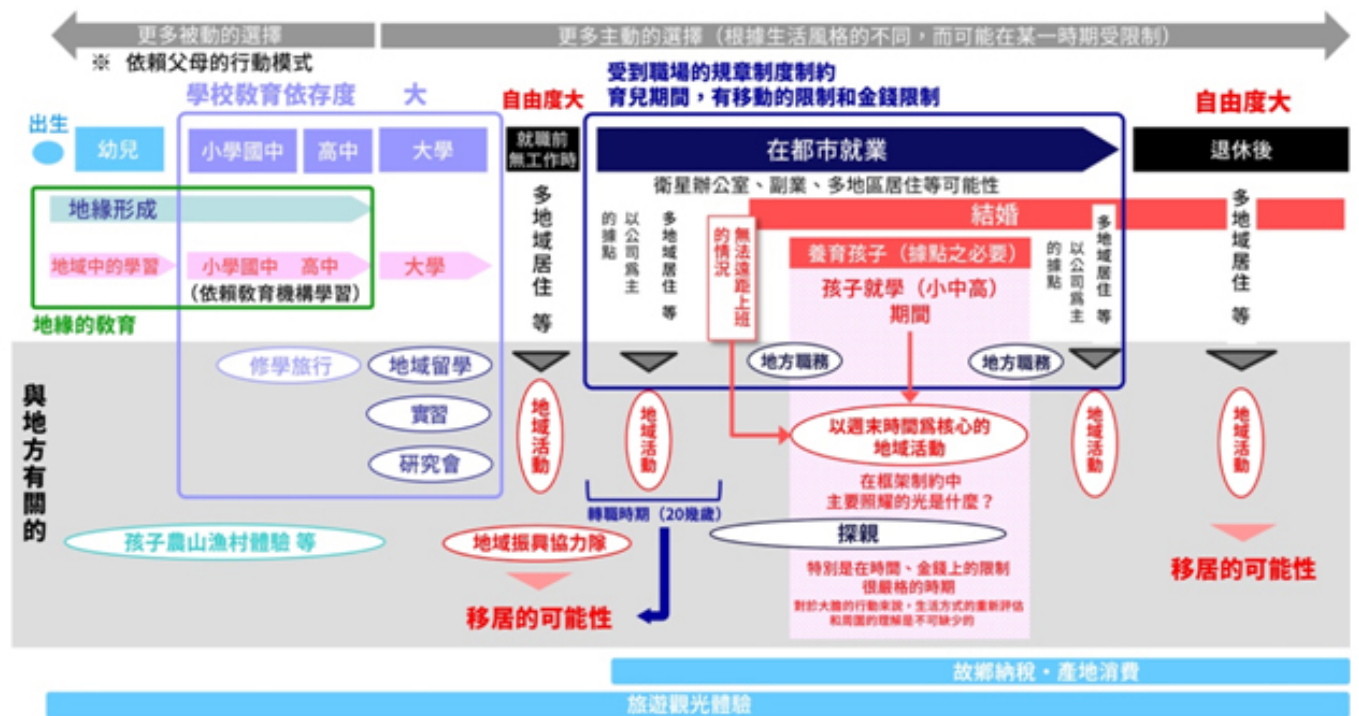 更多被動的選擇
更多主動的選擇（根據生活風格的不同，而可能在某一時期受限制）
※ 依賴父母的行動模式
學校敎育依存度 大
自由度大
受到職場的規章制度制約
育兒期間，有移動的限制和金錢限制
自由度大
出生
幼兒
小學國中
高中
大學
就職前
無工作時
在都市就業
退休後
衛星辦公室、副業、多地區居住等可能性
地緣形成
結婚
地域中的學習
小學國中 高中
(依賴敎育機構學習)
大學
地緣的敎育
多地域居住 等
以公司爲主
的據點
多地域居住 等
無法遠距上班
的情況
養育孩子（據點之必要）
孩子就學（小中高）
期間
以公司爲主
的據點
多地域居住 等
多地域居住 等
與地方有關的
修學旅行
地域留學
實習
研究會
地域活動
地域活動
地方職務
地方職務
以週末時間爲核心的
地域活動
地域活動
地域活動
在框架制約中
主要照耀的光是什麼？
轉職時期（20幾歲）
孩子農山漁村體驗 等
地域振興協力隊
探親
移居的可能性
特別是在時間、金錢上的限制
很嚴格的時期
對於大膽的行動來說，生活方式的重新評估
和周圍的理解是不可缺少的
移居的可能性
故鄉納稅・產地消費
旅遊觀光體驗